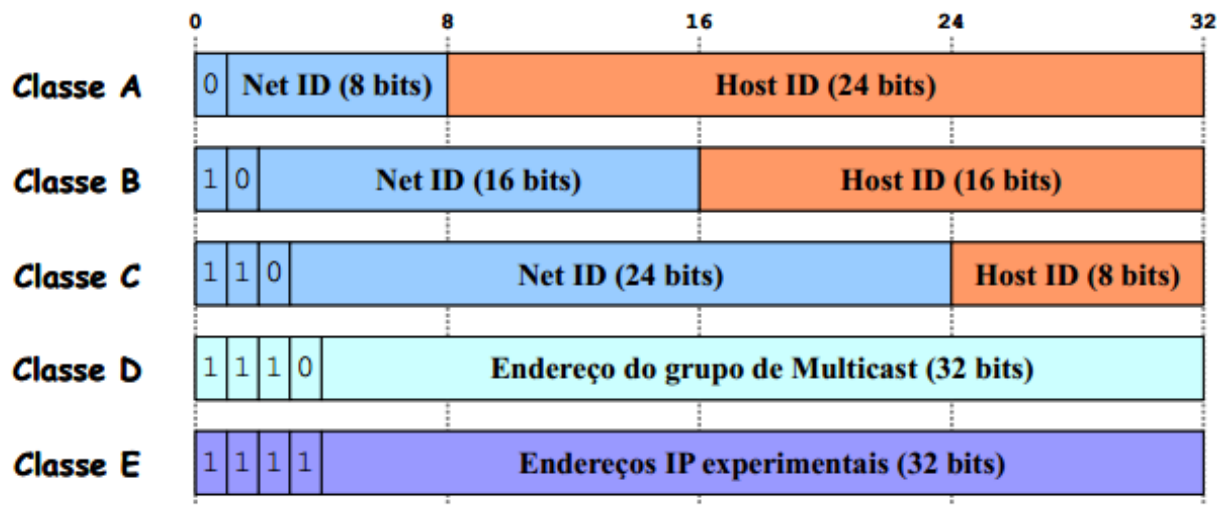 0 8 16 24 32
Classe A 0 Net ID (8 bits) Host ID (24 bits)
Classe B 1 0 Net ID (16 bits) Host ID (16 bits)
Classe C 1 1 0 Net ID (24 bits) Host ID (8 bits)
Classe D 1 1 1 0 Endereço do grupo de Multicast (32 bits)
Classe E 1 1 1 1 Endereços IP experimentais (32 bits)